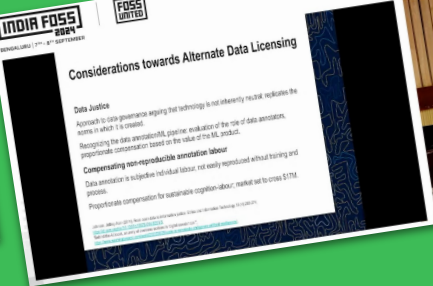 INDIA FOSS
2024
BENGALURU | 7TH - 8TH SEPTEMBER
FOSS
UNITED
Considerations towards Alternate Data Licensing
Data Justice
Approach to data governance arguing that technology is not inherently neutral, replicates the
norms in which it is created.
Recognizing the data annotation/ML pipeline: evaluation of the role of data annotators,
proportionate compensation based on the value of the ML product.
Compensating non-reproducible annotation labour
Data annotation is subjective individual labour, not easily reproduced without training and
process.
Proportionate compensation for sustainable cognition-labour; market set to cross $17M.